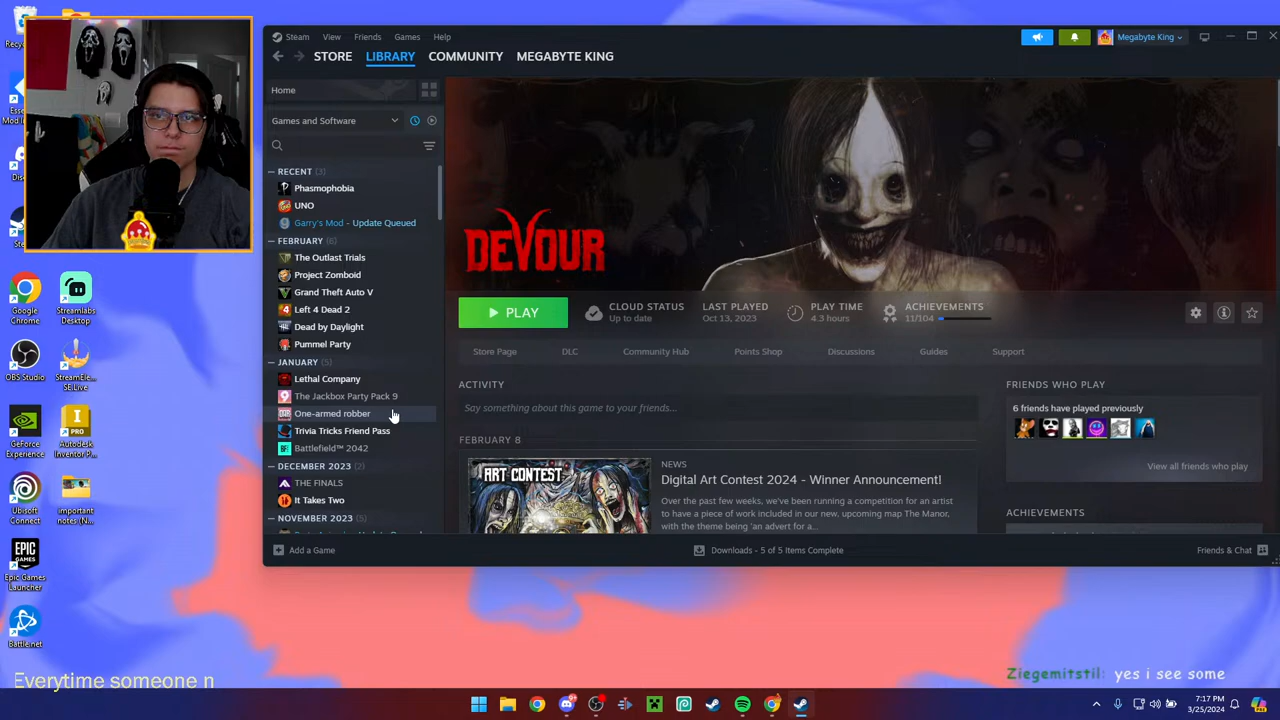 Steam View Friends Games Help
Megabyte King
STORE LIBRARY COMMUNITY MEGABYTE KING
Home
Games and Software
RECENT (3)
Phasmophobia
UNO
Garry's Mod - Update Queued
FEBRUARY (6)
The Outlast Trials
Project Zomboid
Grand Theft Auto V
Left 4 Dead 2
Dead by Daylight
Pummel Party
JANUARY (5)
Lethal Company
The Jackbox Party Pack 9
One-armed robber
Trivia Tricks Friend Pass
Battlefield™ 2042
DECEMBER 2023 (2)
THE FINALS
It Takes Two
NOVEMBER 2023 (5)
Add a Game
DEVOUR
PLAY
CLOUD STATUS
Up to date
LAST PLAYED
Oct 13, 2023
PLAY TIME
4.3 hours
ACHIEVEMENTS
11/104
Store Page DLC Community Hub Points Shop Discussions Guides Support
ACTIVITY
Say something about this game to your friends...
FEBRUARY 8
ART CONTEST
NEWS
Digital Art Contest 2024 - Winner Announcement!
Over the past few weeks, we've been running a competition for an artist
to have a piece of work included in our new, upcoming map The Manor,
with the theme being 'an advert for a...
FRIENDS WHO PLAY
6 friends have played previously
View all friends who play
ACHIEVEMENTS
Downloads - 5 of 5 Items Complete
Friends & Chat
Google
Chrome
Streamlabs
Desktop
OBS Studio
StreamEle...
SE.Live
GeForce
Experience
Autodesk
Inventor P...
Ubisoft
Connect
important
notes (N...
Epic Games
Launcher
Battle.net
Everytime someone n
Ziegemitstil: yes i see some
7:17 PM
3/25/2024